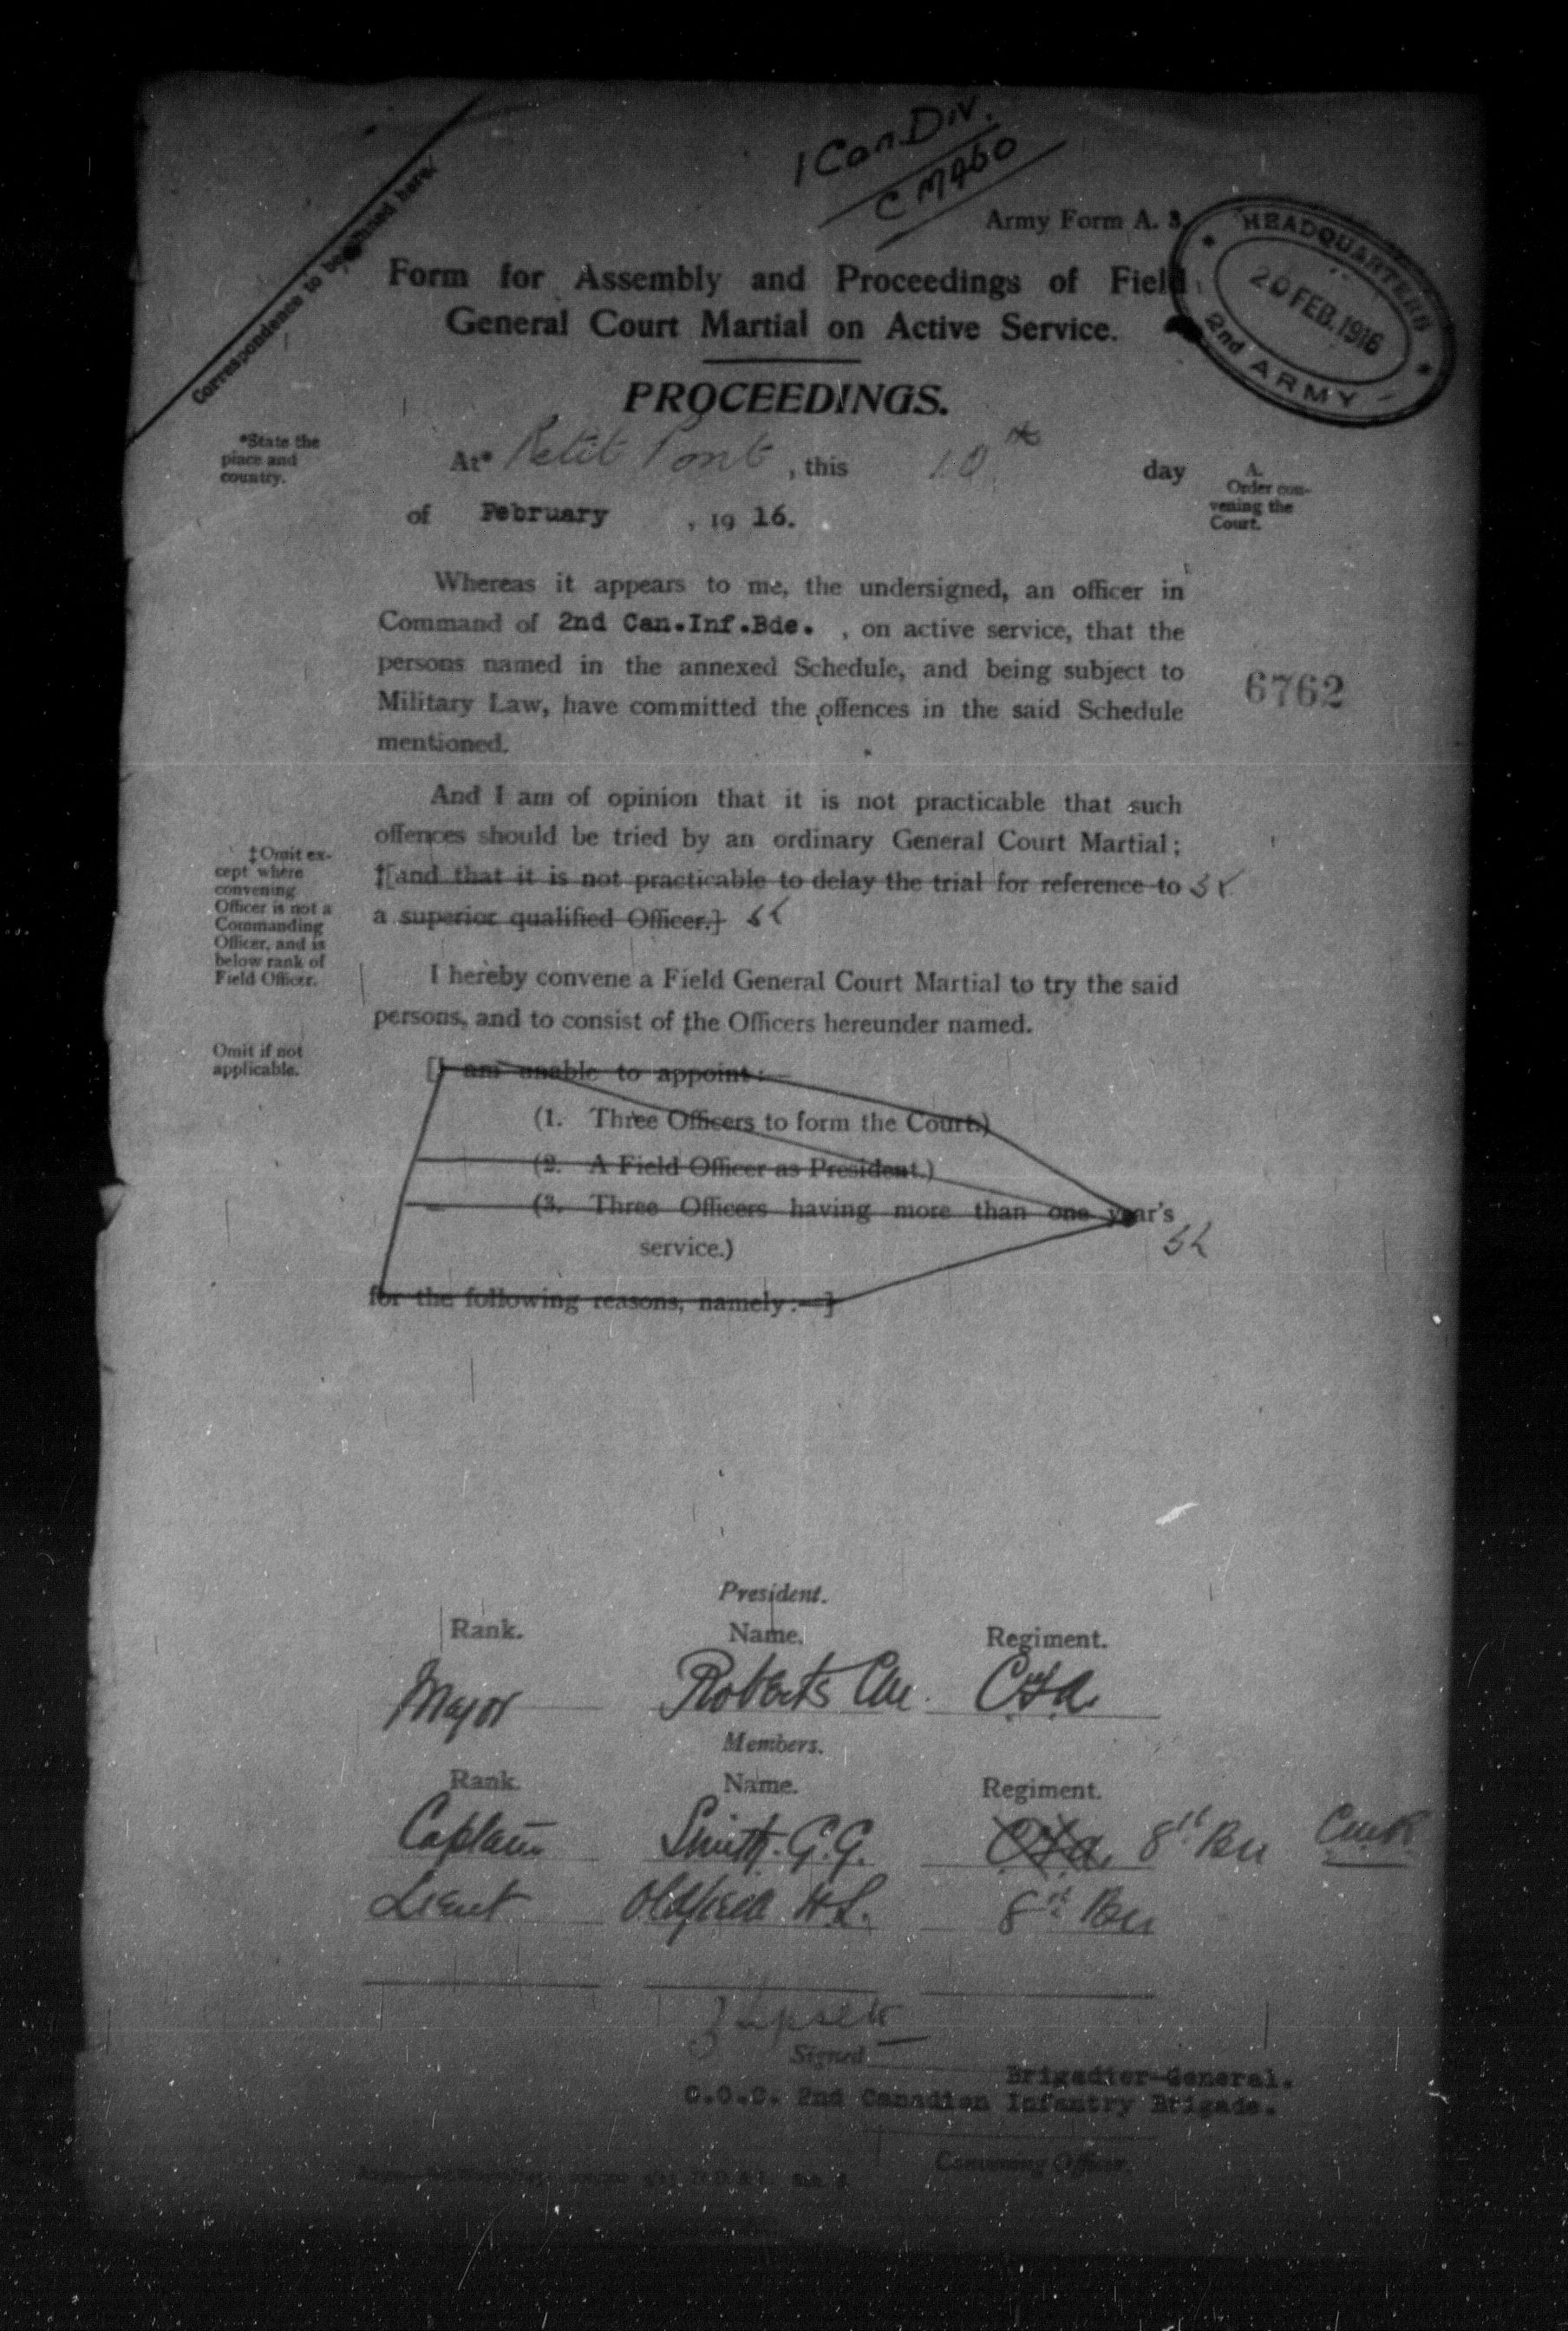 1 Can. Div.
C M 460
Correspondence to be pinned here.
Army Form A. 3.
HEADQUARTERS
20 FEB. 1916
2nd ARMY
Form for Assembly and Proceedings of Field
General Court Martial on Active Service.
PROCEEDINGS.
*State the
place and
country.
At* Petit Pont, this 10th day
A.
Order con-
vening the
Court.
of February , 19 16.
Whereas it appears to me, the undersigned, an officer in
Command of 2nd Can.Inf.Bde. , on active service, that the
persons named in the annexed Schedule, and being subject to
Military Law, have committed the offences in the said Schedule
mentioned.
6762
And I am of opinion that it is not practicable that such
offences should be tried by an ordinary General Court Martial;
‡[and that it is not practicable to delay the trial for reference to
a superior qualified Officer.]
‡Omit ex-
cept where
convening
Officer is not a
Commanding
Officer, and is
below rank of
Field Officer.
I hereby convene a Field General Court Martial to try the said
persons, and to consist of the Officers hereunder named.
Omit if not
applicable.
[I am unable to appoint:—
(1. Three Officers to form the Court.)
(2. A Field Officer as President.)
(3. Three Officers having more than one year's
service.)
for the following reasons, namely:—]
President.
Rank. Name. Regiment.
Major Roberts C.F.A.
Members.
Rank. Name. Regiment.
Captain Smith. G.G. C.F.A. 8th Bn
Lieut Oldfield H.L. 8th Bn
Signed
Brigadier-General.
G.O.C. 2nd Canadian Infantry Brigade.
Convening Officer.